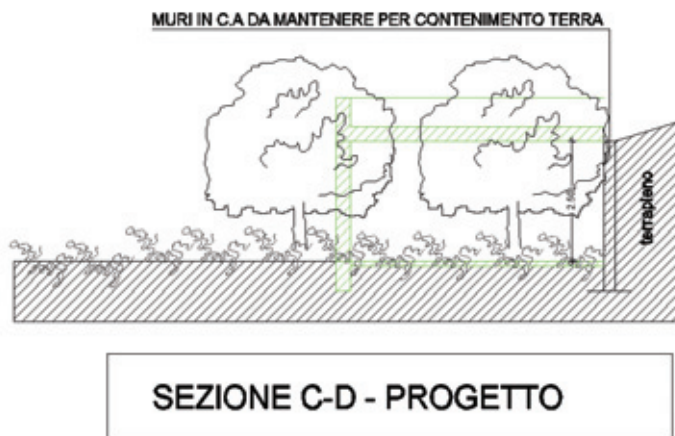 MURI IN C.A DA MANTENERE PER CONTENIMENTO TERRA
terrapieno
SEZIONE C-D - PROGETTO